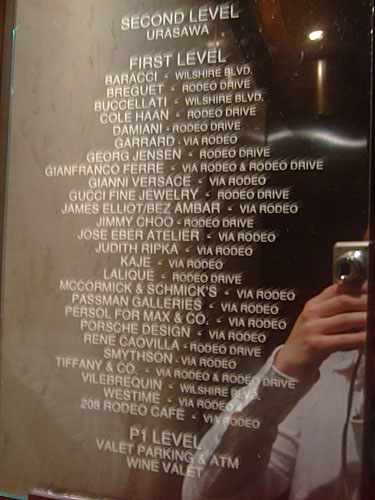 SECOND LEVEL
URASAWA
FIRST LEVEL
BARACCI - WILSHIRE BLVD.
BREGUET - RODEO DRIVE
BUCCELLATI - WILSHIRE BLVD.
COLE HAAN - RODEO DRIVE
DAMIANI - RODEO DRIVE
GARRARD - VIA RODEO
GEORG JENSEN - RODEO DRIVE
GIANFRANCO FERRE - VIA RODEO & RODEO DRIVE
GIANNI VERSACE - VIA RODEO
GUCCI FINE JEWELRY - RODEO DRIVE
JAMES ELLIOT/BEZ AMBAR - VIA RODEO
JIMMY CHOO - RODEO DRIVE
JOSE EBER ATELIER - VIA RODEO
JUDITH RIPKA - VIA RODEO
KAJE - VIA RODEO
LALIQUE - RODEO DRIVE
MCCORMICK & SCHMICK'S - VIA RODEO
PASSMAN GALLERIES - VIA RODEO
PERSOL FOR MAX & CO. - VIA RODEO
PORSCHE DESIGN - VIA RODEO
RENE CAOVILLA - RODEO DRIVE
SMYTHSON - VIA RODEO
TIFFANY & CO. - VIA RODEO & RODEO DRIVE
VILEBREQUIN - WILSHIRE BLVD.
WESTIME - VIA RODEO
208 RODEO CAFE - VIA RODEO
P1 LEVEL
VALET PARKING & ATM
WINE VALET